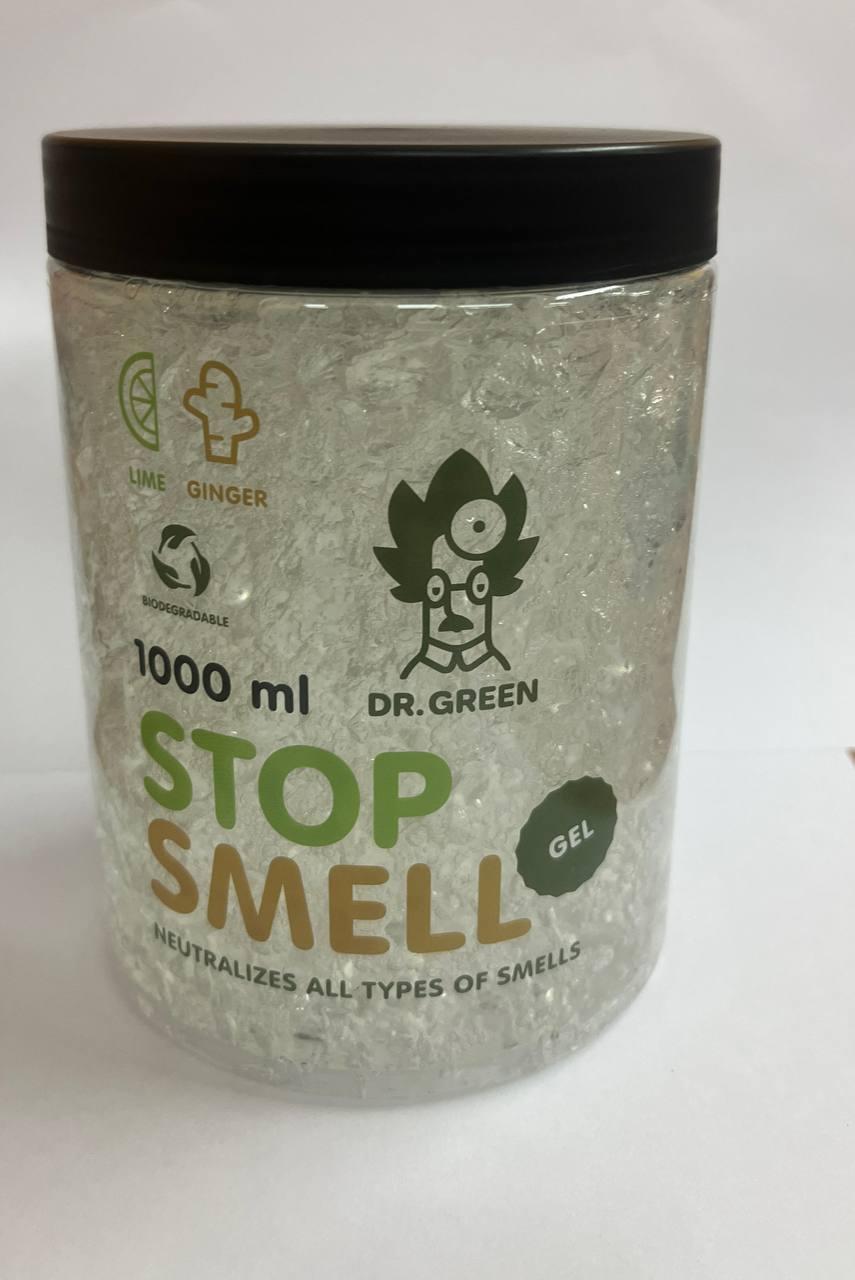 LIME
GINGER
BIODEGRADABLE
DR. GREEN
1000 ml
STOP
SMELL
GEL
NEUTRALIZES ALL TYPES OF SMELLS